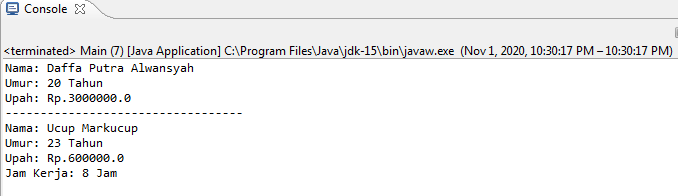 Console
<terminated> Main (7) [Java Application] C:\Program Files\Java\jdk-15\bin\javaw.exe (Nov 1, 2020, 10:30:17 PM – 10:30:17 PM)
Nama: Daffa Putra Alwansyah
Umur: 20 Tahun
Upah: Rp.3000000.0
----------------------------------
Nama: Ucup Markucup
Umur: 23 Tahun
Upah: Rp.600000.0
Jam Kerja: 8 Jam